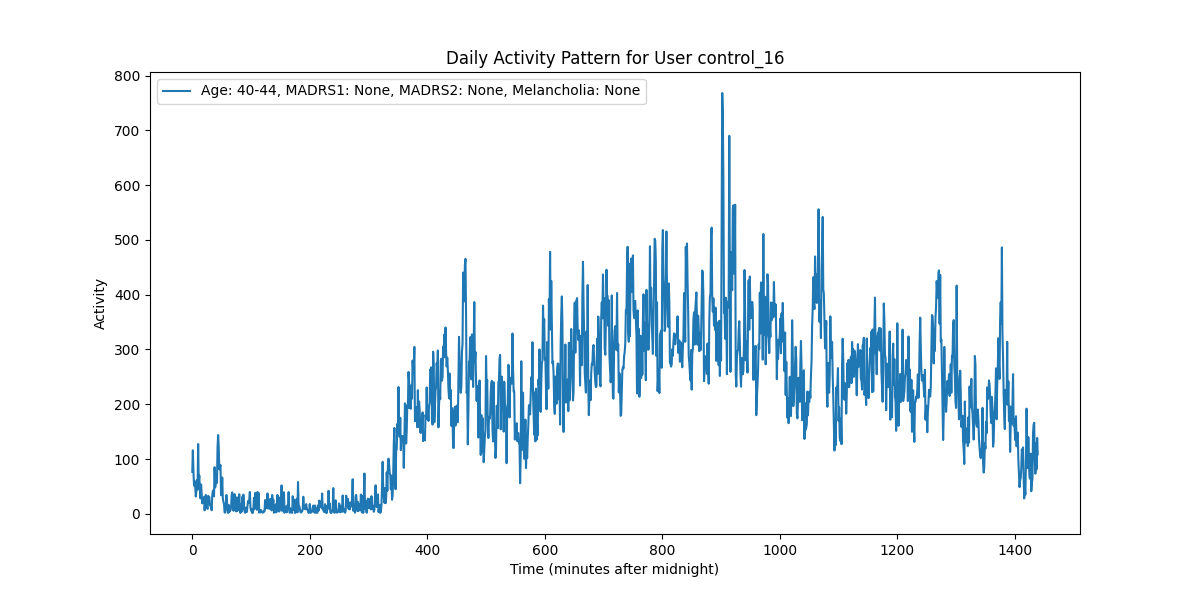 Daily Activity Pattern for User control_16
Age: 40-44, MADRS1: None, MADRS2: None, Melancholia: None
800
700
600
500
400
300
200
100
0
Activity
0 200 400 600 800 1000 1200 1400
Time (minutes after midnight)